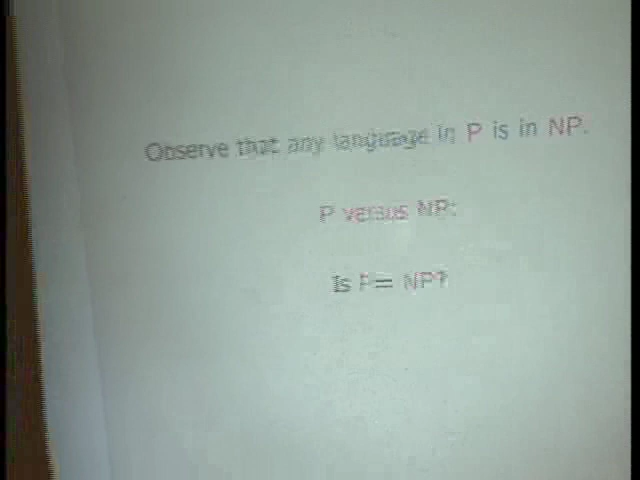 Observe that any language in P is in NP.
P versus NP:
Is P = NP?